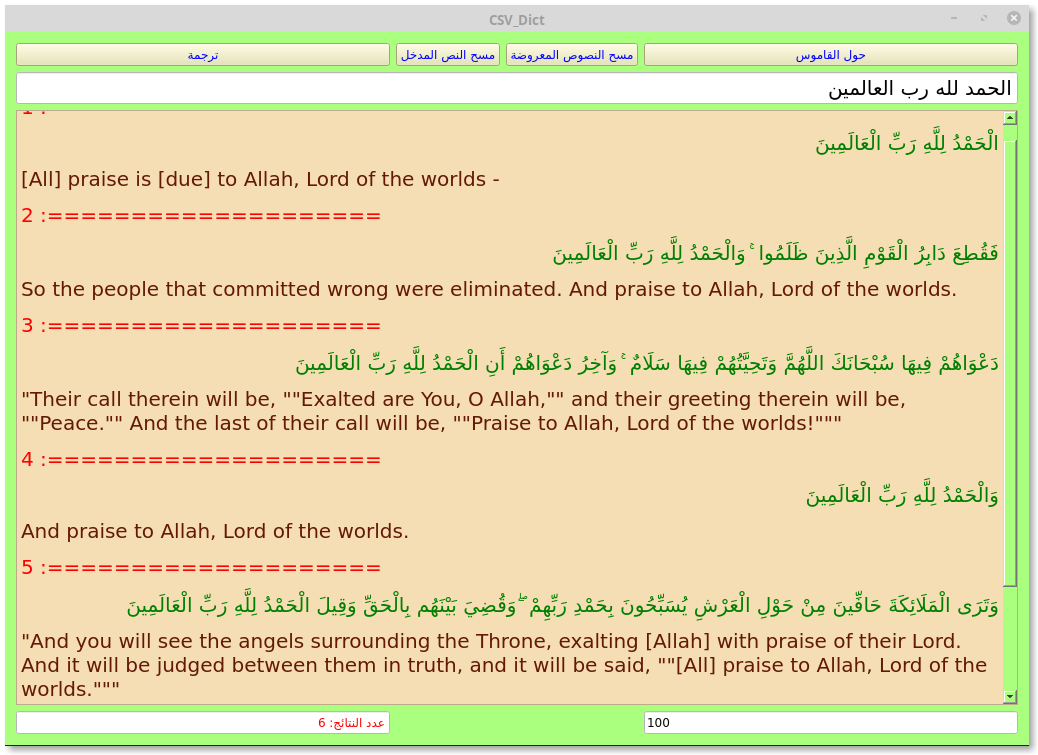 CSV_Dict
حول القاموس
مسح النصوص المعروضة
مسح النص المدخل
ترجمة
الحمد لله رب العالمين
1 :
الْحَمْدُ لِلَّهِ رَبِّ الْعَالَمِينَ
[All] praise is [due] to Allah, Lord of the worlds -
2 :====================
فَقُطِعَ دَابِرُ الْقَوْمِ الَّذِينَ ظَلَمُوا ۚ وَالْحَمْدُ لِلَّهِ رَبِّ الْعَالَمِينَ
So the people that committed wrong were eliminated. And praise to Allah, Lord of the worlds.
3 :====================
دَعْوَاهُمْ فِيهَا سُبْحَانَكَ اللَّهُمَّ وَتَحِيَّتُهُمْ فِيهَا سَلَامٌ ۚ وَآخِرُ دَعْوَاهُمْ أَنِ الْحَمْدُ لِلَّهِ رَبِّ الْعَالَمِينَ
"Their call therein will be, ""Exalted are You, O Allah,"" and their greeting therein will be,
""Peace."" And the last of their call will be, ""Praise to Allah, Lord of the worlds!"""
4 :====================
وَالْحَمْدُ لِلَّهِ رَبِّ الْعَالَمِينَ
And praise to Allah, Lord of the worlds.
5 :====================
وَتَرَى الْمَلَائِكَةَ حَافِّينَ مِنْ حَوْلِ الْعَرْشِ يُسَبِّحُونَ بِحَمْدِ رَبِّهِمْ ۖ وَقُضِيَ بَيْنَهُم بِالْحَقِّ وَقِيلَ الْحَمْدُ لِلَّهِ رَبِّ الْعَالَمِينَ
"And you will see the angels surrounding the Throne, exalting [Allah] with praise of their Lord.
And it will be judged between them in truth, and it will be said, ""[All] praise to Allah, Lord of the
worlds."""
عدد النتائج: 6
100